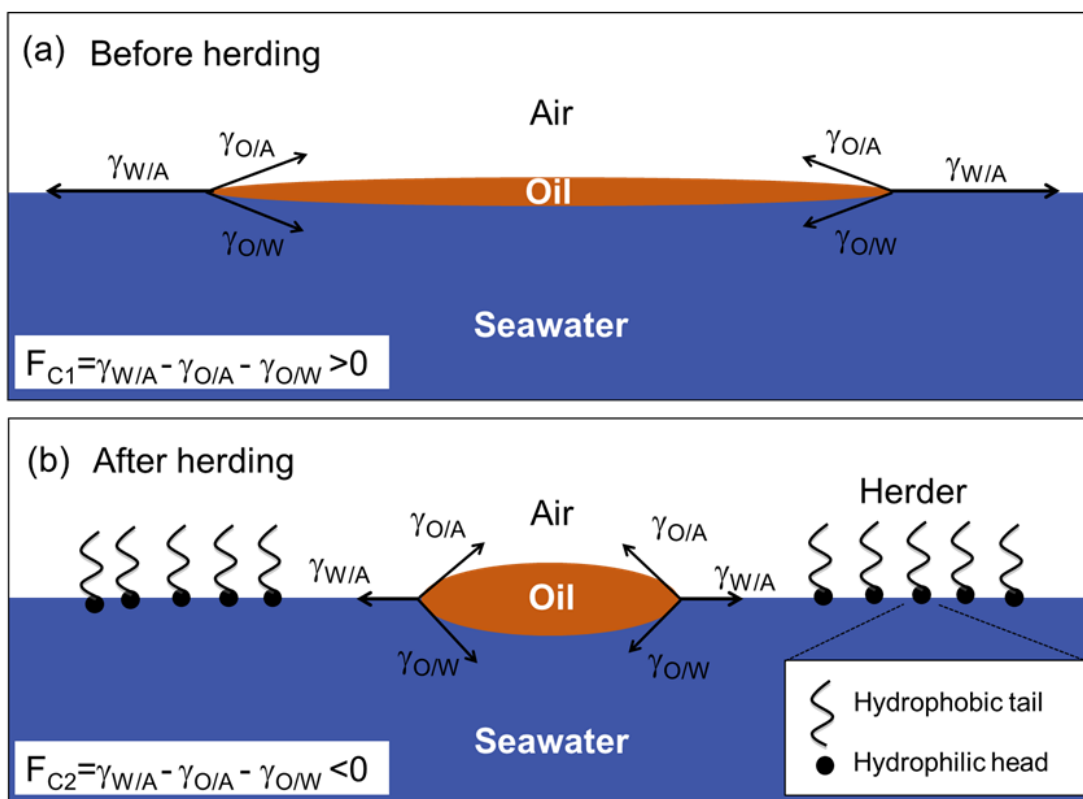 (a) Before herding
Air
γO/A
γO/A
γW/A
γW/A
Oil
γO/W
γO/W
Seawater
FC1=γW/A - γO/A - γO/W >0
(b) After herding
Herder
Air
γO/A
γO/A
γW/A
γW/A
Oil
γO/W
γO/W
Hydrophobic tail
Seawater
Hydrophilic head
FC2=γW/A - γO/A - γO/W <0